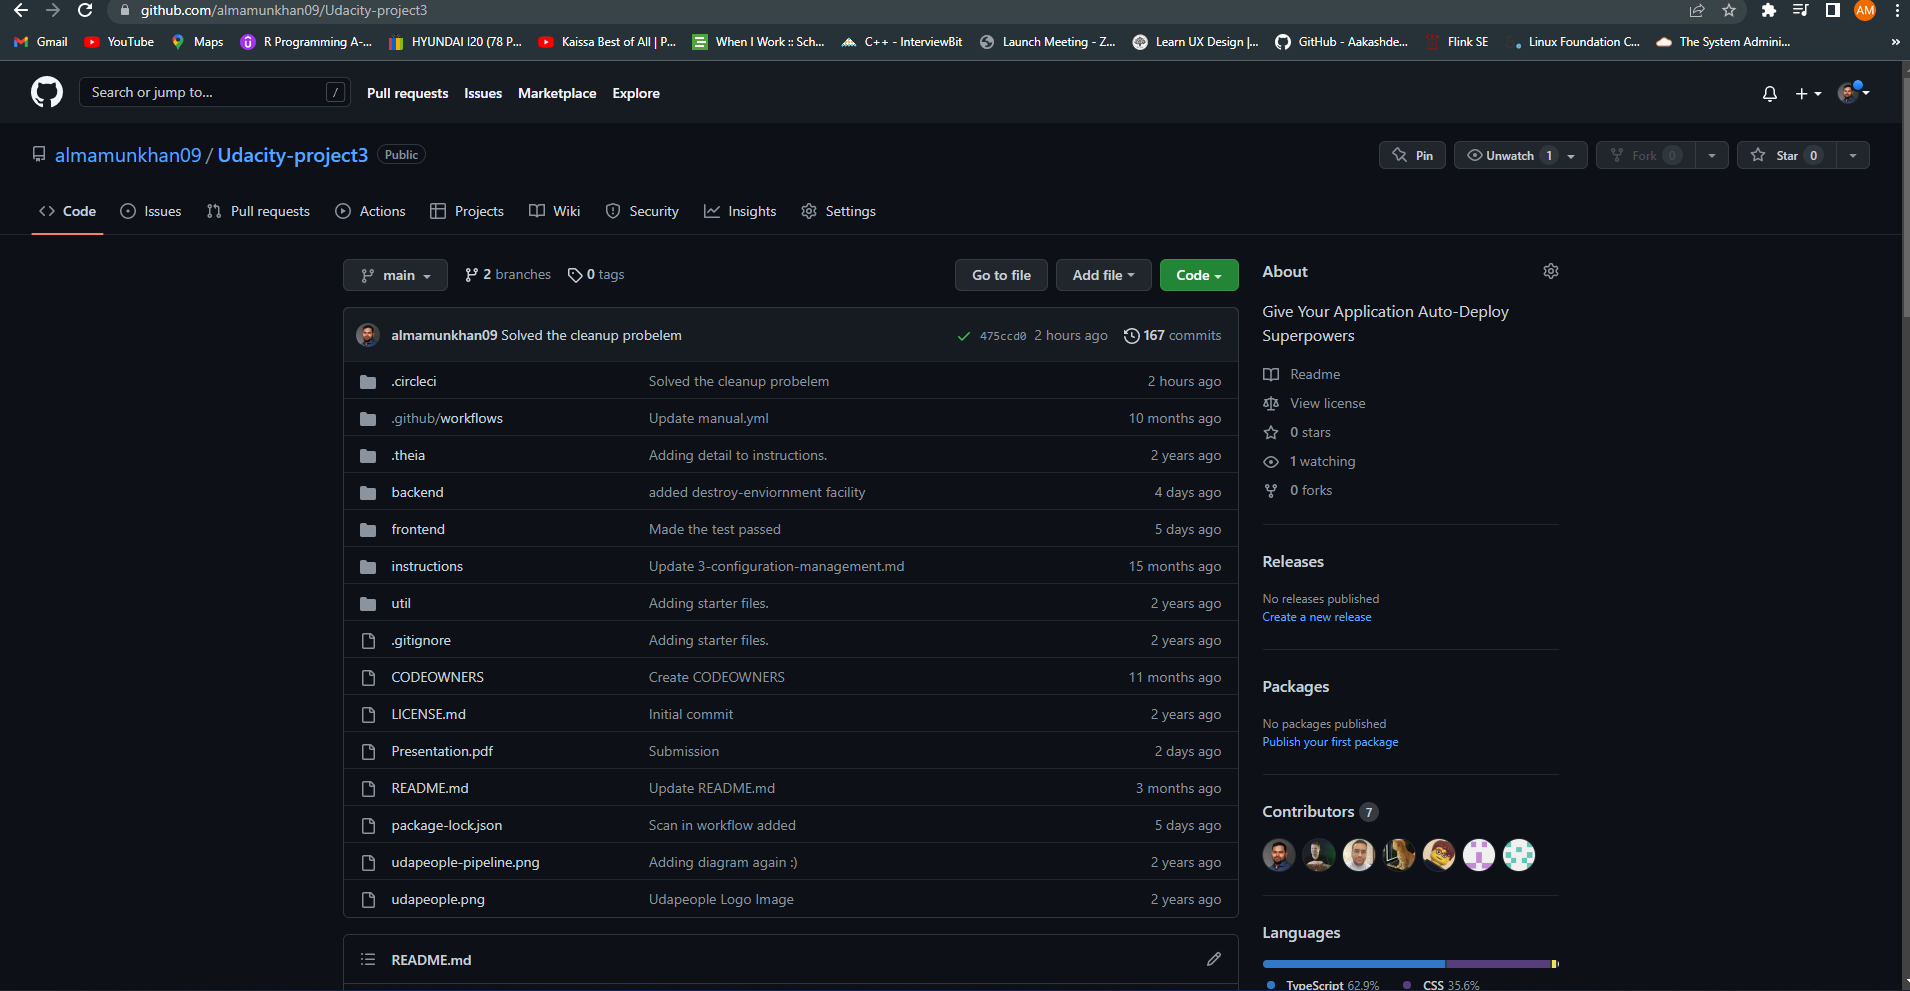 github.com/almamunkhan09/Udacity-project3
AM
Gmail YouTube Maps R Programming A-... HYUNDAI I20 (78 P... Kaissa Best of All | P... When I Work :: Sch... C++ - InterviewBit Launch Meeting - Z... Learn UX Design |... GitHub - Aakashde... Flink SE Linux Foundation C... The System Admini... »
Search or jump to... / Pull requests Issues Marketplace Explore
almamunkhan09 / Udacity-project3 Public
Pin Unwatch 1 Fork 0 Star 0
<> Code Issues Pull requests Actions Projects Wiki Security Insights Settings
main 2 branches 0 tags Go to file Add file Code
almamunkhan09 Solved the cleanup probelem 475ccd0 2 hours ago 167 commits
.circleci Solved the cleanup probelem 2 hours ago
.github/workflows Update manual.yml 10 months ago
.theia Adding detail to instructions. 2 years ago
backend added destroy-enviornment facility 4 days ago
frontend Made the test passed 5 days ago
instructions Update 3-configuration-management.md 15 months ago
util Adding starter files. 2 years ago
.gitignore Adding starter files. 2 years ago
CODEOWNERS Create CODEOWNERS 11 months ago
LICENSE.md Initial commit 2 years ago
Presentation.pdf Submission 2 days ago
README.md Update README.md 3 months ago
package-lock.json Scan in workflow added 5 days ago
udapeople-pipeline.png Adding diagram again :) 2 years ago
udapeople.png Udapeople Logo Image 2 years ago
README.md
About
Give Your Application Auto-Deploy
Superpowers
Readme
View license
0 stars
1 watching
0 forks
Releases
No releases published
Create a new release
Packages
No packages published
Publish your first package
Contributors 7
Languages
TypeScript 62.9% CSS 35.6%